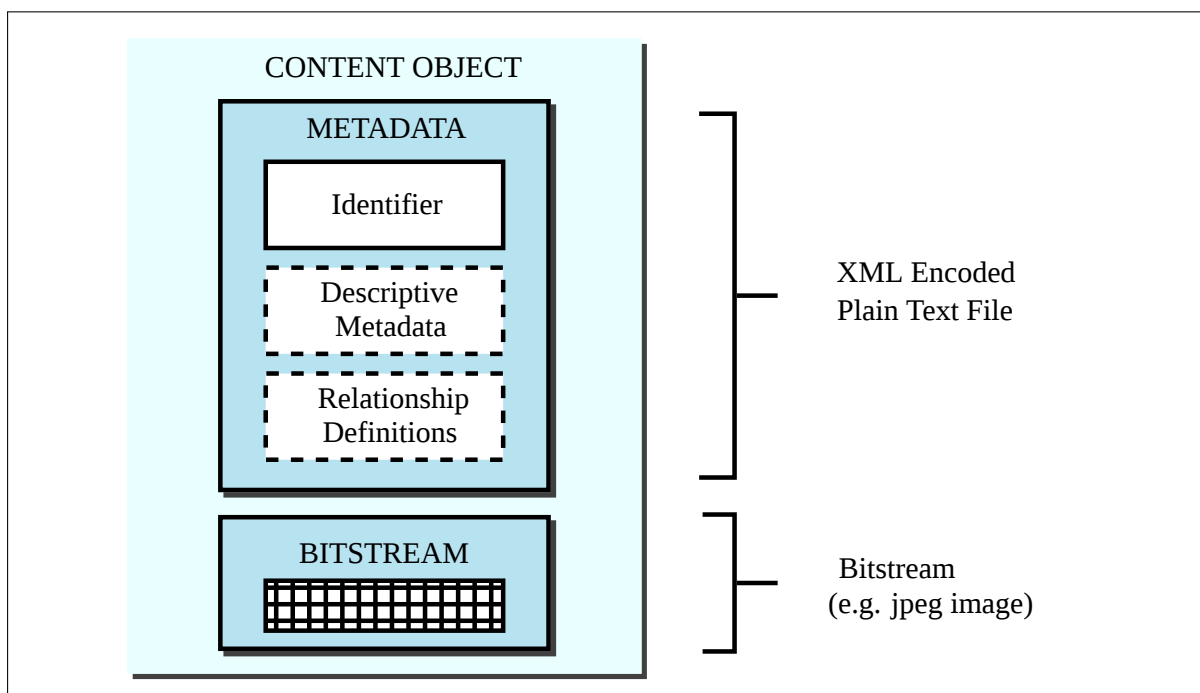 CONTENT OBJECT
METADATA
Identifier
Descriptive
Metadata
Relationship
Definitions
XML Encoded
Plain Text File
BITSTREAM
Bitstream
(e.g. jpeg image)